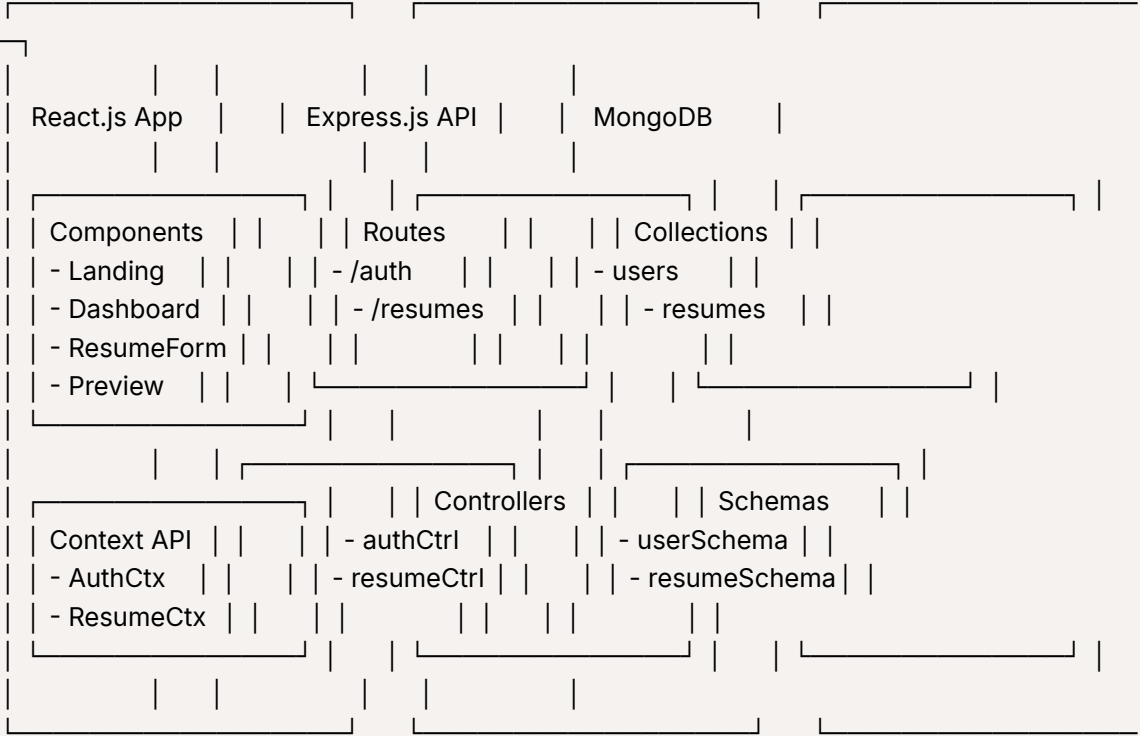 React.js App Express.js API MongoDB
Components Routes Collections
- Landing - /auth - users
- Dashboard - /resumes - resumes
- ResumeForm
- Preview
Controllers Schemas
Context API - authCtrl - userSchema
- AuthCtx - resumeCtrl - resumeSchema
- ResumeCtx